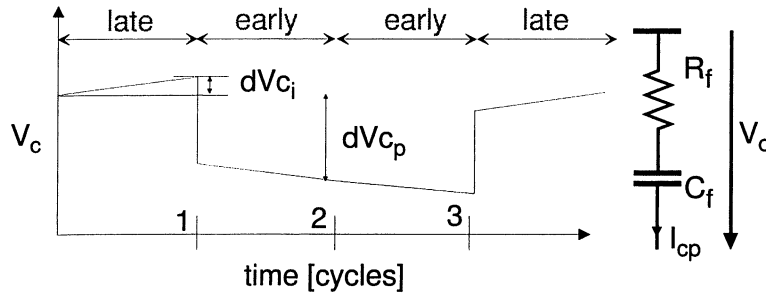 late early early late
dVc_i
R_f
V_c
dVc_p
V_c
C_f
1 2 3
I_cp
time [cycles]